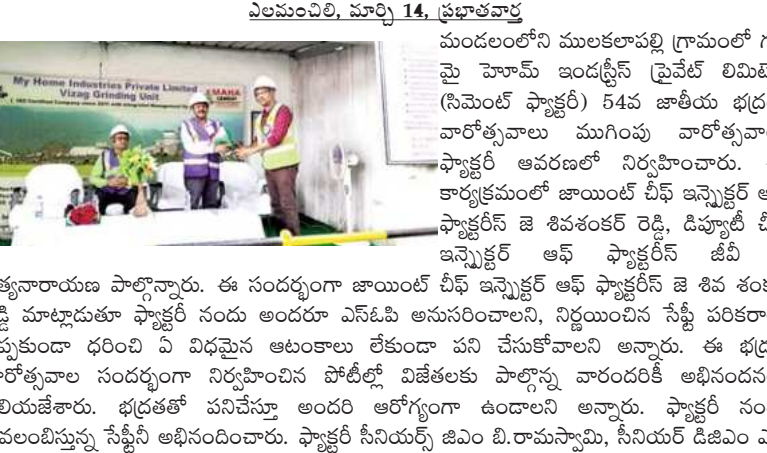 ఎలమంచిలి, మార్చి 14, ప్రభాతవార్త
మండలంలోని ములకలాపల్లి గ్రామంలో గ
మై హెూమ్ ఇండస్ట్రీస్ ప్రైవేట్ లిమిట
(సిమెంట్ ఫ్యాక్టరీ) 54వ జాతీయ భద్ర
వారోత్సవాలు ముగింపు వారోత్సవా
ఫ్యాక్టరీ ఆవరణలో నిర్వహించారు.
కార్యక్రమంలో జాయింట్ చీఫ్ ఇన్స్పెక్టర్ ఆ
ఫ్యాక్టరీస్ జె శివశంకర్ రెడ్డి, డిప్యూటీ చీ
ఇన్స్పెక్టర్ ఆఫ్ ఫ్యాక్టరీస్ జీవీ
త్యనారాయణ పాల్గొన్నారు. ఈ సందర్భంగా జాయింట్ చీఫ్ ఇన్స్పెక్టర్ ఆఫ్ ఫ్యాక్టరీస్ జె శివ శంక
డ్డి మాట్లాడుతూ ఫ్యాక్టరీ నందు అందరూ ఎస్ఓపి అనుసరించాలని, నిర్ణయించిన సేఫ్టీ పరికరా
ప్పకుండా ధరించి ఏ విధమైన ఆటంకాలు లేకుండా పని చేసుకోవాలని అన్నారు. ఈ భద్ర
రోత్సవాల సందర్భంగా నిర్వహించిన పోటీల్లో విజేతలకు పాల్గొన్న వారందరికీ అభినందన
లియజేశారు. భద్రతతో పనిచేస్తూ అందరి ఆరోగ్యంగా ఉండాలని అన్నారు. ఫ్యాక్టరీ నం
వలంబిస్తున్న సేఫ్టీనీ అభినందించారు. ఫ్యాక్టరీ సీనియర్స్ జిఎం బి.రామస్వామి, సీనియర్ డిజిఎం ఎ
My Home Industries Private Limited
Vizag Grinding Unit
MAHA
CEMENT